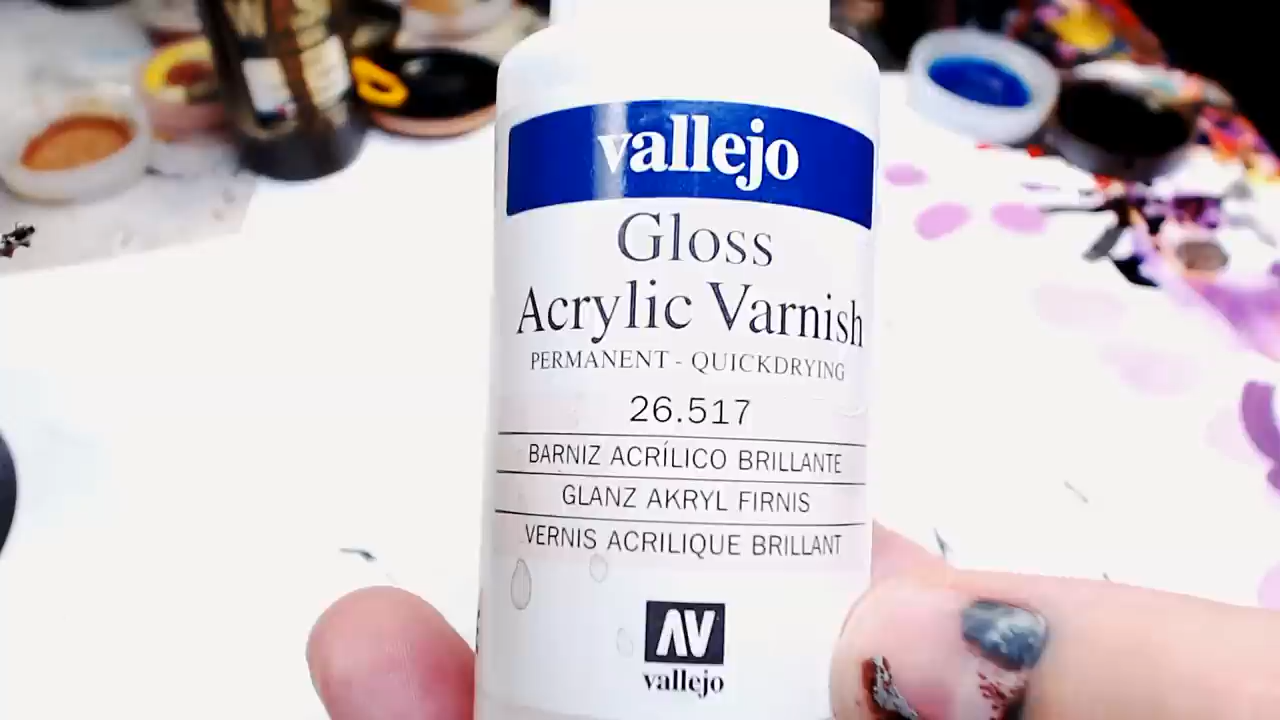 vallejo
Gloss
Acrylic Varnish
PERMANENT - QUICKDRYING
26.517
BARNIZ ACRÍLICO BRILLANTE
GLANZ AKRYL FIRNIS
VERNIS ACRILIQUE BRILLANT
AV
vallejo